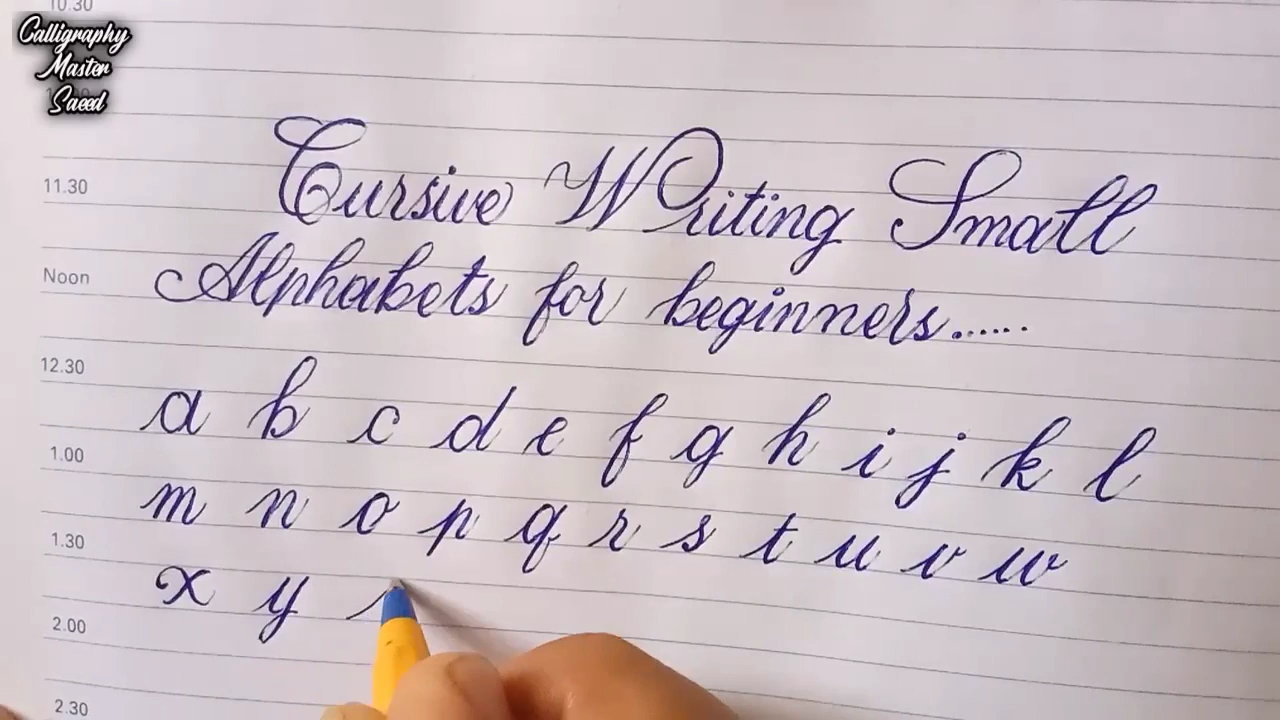 10.30
Calligraphy
Master
Saeed
11.30
Cursive Writing Small
Noon
Alphabets for beginners......
12.30
a b c d e f g h i j k l
1.00
m n o p q r s t u v w
1.30
x y
2.00
2.30